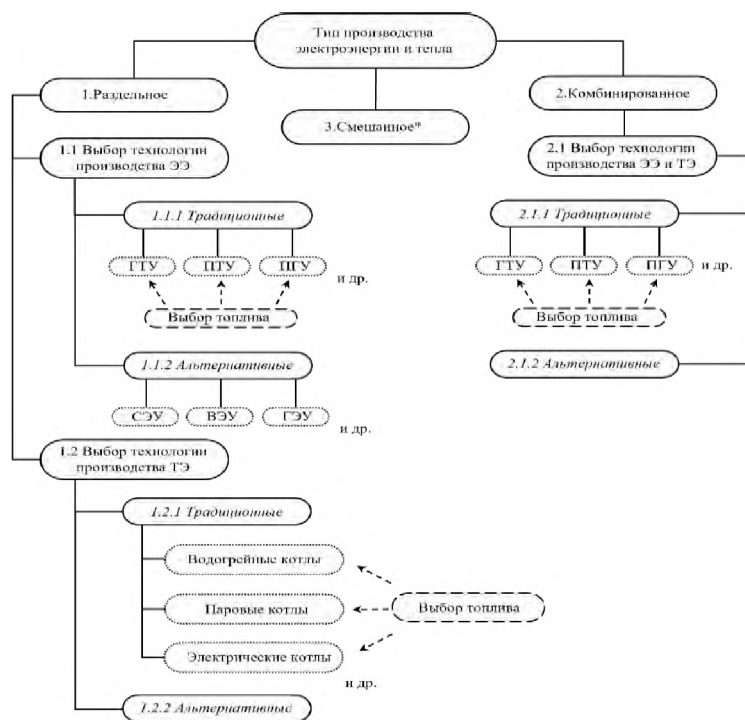 Тип производства
электроэнергии и тепла
1.Раздельное
2.Комбинированное
3.Смешанное*
1.1 Выбор технологии
производства ЭЭ
2.1 Выбор технологии
производства ЭЭ и ТЭ
1.1.1 Традиционные
ГТУ
ПТУ
ПГУ
и др.
Выбор топлива
2.1.1 Традиционные
ГТУ
ПТУ
ПГУ
и др.
Выбор топлива
1.1.2 Альтернативные
СЭУ
ВЭУ
ГЭУ
и др.
2.1.2 Альтернативные
1.2 Выбор технологии
производства ТЭ
1.2.1 Традиционные
Водогрейные котлы
Паровые котлы
Выбор топлива
Электрические котлы
и др.
1.2.2 Альтернативные